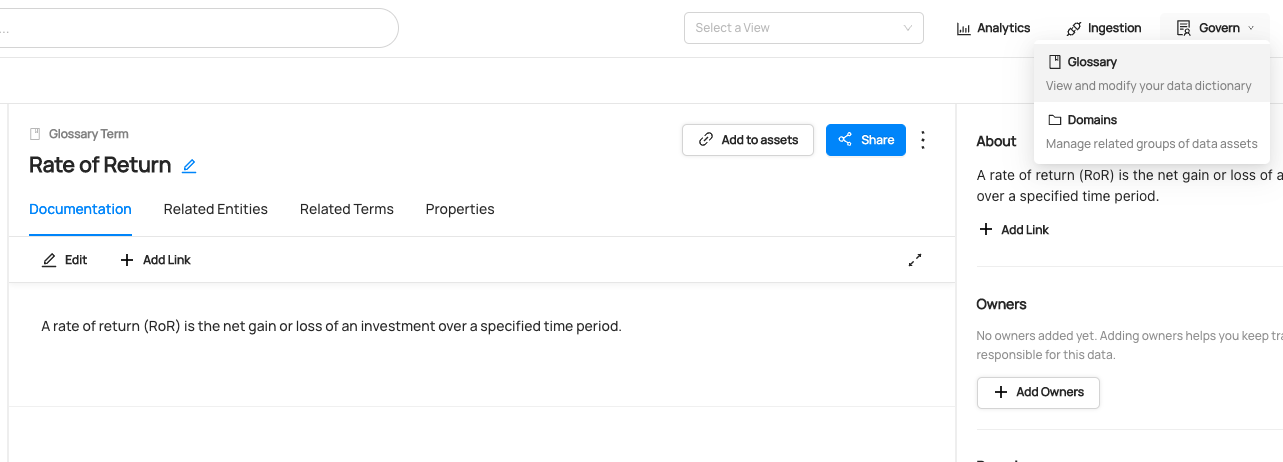 ...
Select a View
Analytics
Ingestion
Govern
Glossary
View and modify your data dictionary
Domains
Manage related groups of data assets
Glossary Term
Rate of Return
Add to assets
Share
Documentation
Related Entities
Related Terms
Properties
Edit
Add Link
A rate of return (RoR) is the net gain or loss of an investment over a specified time period.
About
A rate of return (RoR) is the net gain or loss of a
over a specified time period.
Add Link
Owners
No owners added yet. Adding owners helps you keep tra
responsible for this data.
Add Owners